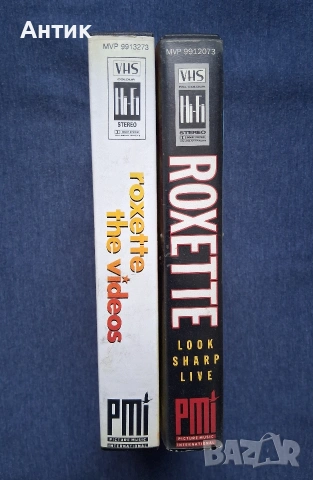 Антик
MVP 9913273
VHS
Hi-Fi
STEREO
roxette
the videos
PMI
PICTURE MUSIC
INTERNATIONAL
MVP 9912073
VHS
Hi-Fi
STEREO
ROXETTE
LOOK
SHARP
LIVE
PMI
PICTURE MUSIC
INTERNATIONAL
BAZAR